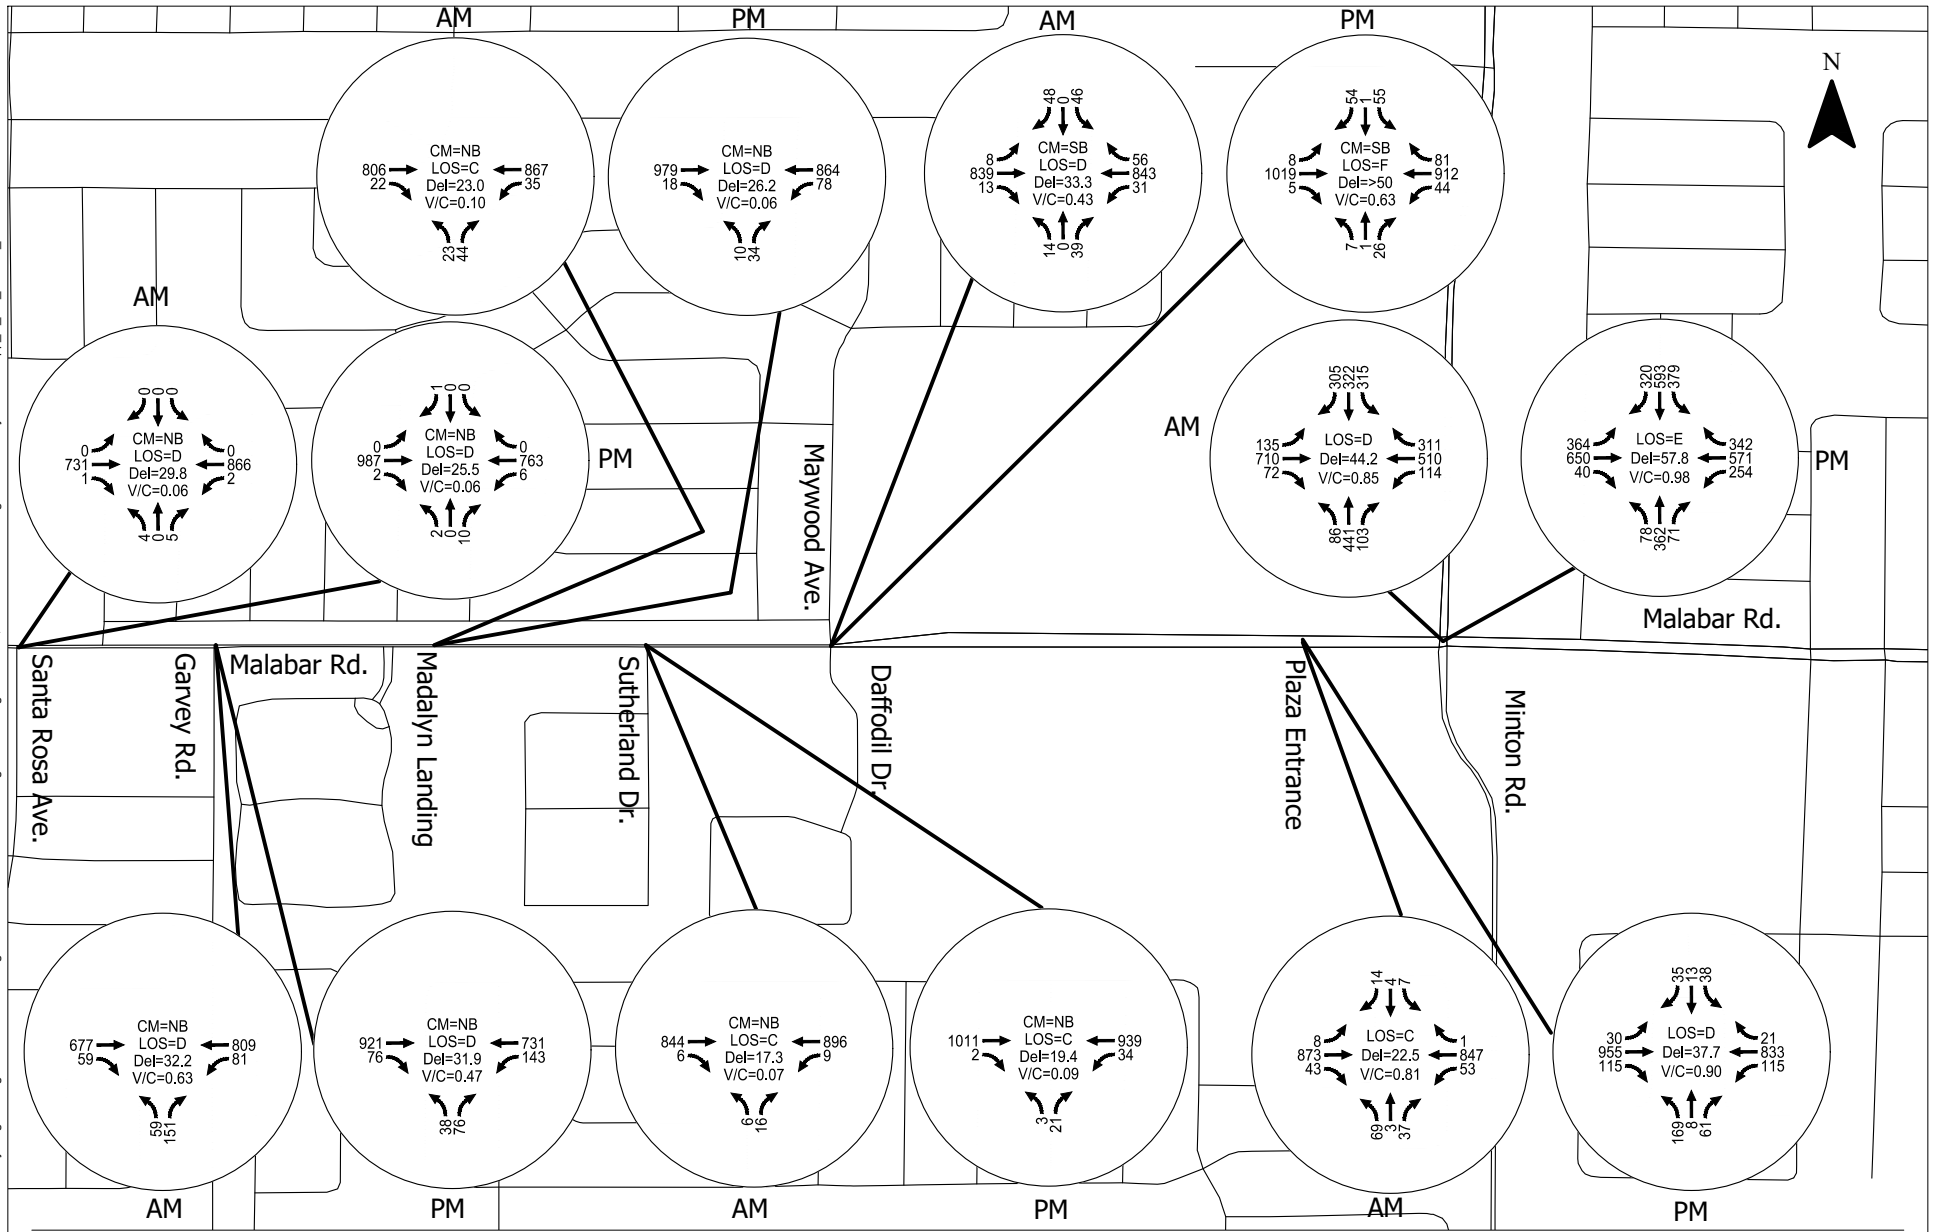 AM
PM
AM
PM
N
806
22
CM=NB
LOS=C
Del=23.0
V/C=0.10
867
35
23
44
979
18
CM=NB
LOS=D
Del=26.2
V/C=0.06
864
78
10
34
48
0
46
8
839
13
CM=SB
LOS=D
Del=33.3
V/C=0.43
56
843
31
14
0
39
54
1
55
8
1019
5
CM=SB
LOS=F
Del=>50
V/C=0.63
81
912
44
7
1
26
AM
0
0
0
0
731
1
CM=NB
LOS=D
Del=29.8
V/C=0.06
0
866
2
4
0
5
1
0
0
0
987
2
CM=NB
LOS=D
Del=25.5
V/C=0.06
0
763
6
2
0
10
PM
Maywood Ave.
AM
305
322
315
135
710
72
LOS=D
Del=44.2
V/C=0.85
311
510
114
86
441
103
320
593
379
364
650
40
LOS=E
Del=57.8
V/C=0.98
342
571
254
78
362
71
PM
Malabar Rd.
Santa Rosa Ave.
Garvey Rd.
Malabar Rd.
Madalyn Landing
Sutherland Dr.
Daffodil Dr.
Plaza Entrance
Minton Rd.
677
59
CM=NB
LOS=D
Del=32.2
V/C=0.63
809
81
59
151
921
76
CM=NB
LOS=D
Del=31.9
V/C=0.47
731
143
38
76
844
6
CM=NB
LOS=C
Del=17.3
V/C=0.07
896
9
6
16
1011
2
CM=NB
LOS=C
Del=19.4
V/C=0.09
939
34
3
21
14
4
7
8
873
43
LOS=C
Del=22.5
V/C=0.81
1
847
53
69
3
37
35
13
38
30
955
115
LOS=D
Del=37.7
V/C=0.90
21
833
115
169
8
61
AM
PM
AM
PM
AM
PM